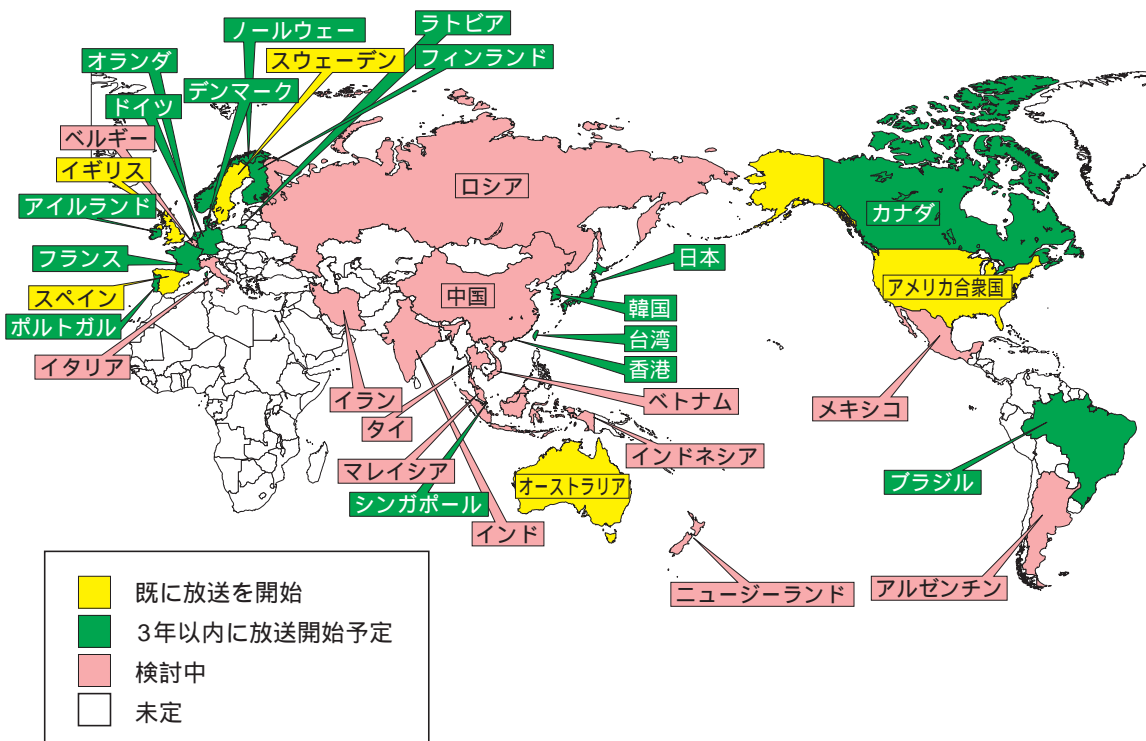 ノールウェー
ラトビア
オランダ
スウェーデン
フィンランド
ドイツ
デンマーク
ベルギー
イギリス
アイルランド
フランス
スペイン
ポルトガル
イタリア
ロシア
中国
日本
韓国
台湾
香港
イラン
タイ
ベトナム
マレイシア
インドネシア
シンガポール
オーストラリア
インド
ニュージーランド
カナダ
アメリカ合衆国
メキシコ
ブラジル
アルゼンチン
既に放送を開始
3年以内に放送開始予定
検討中
未定